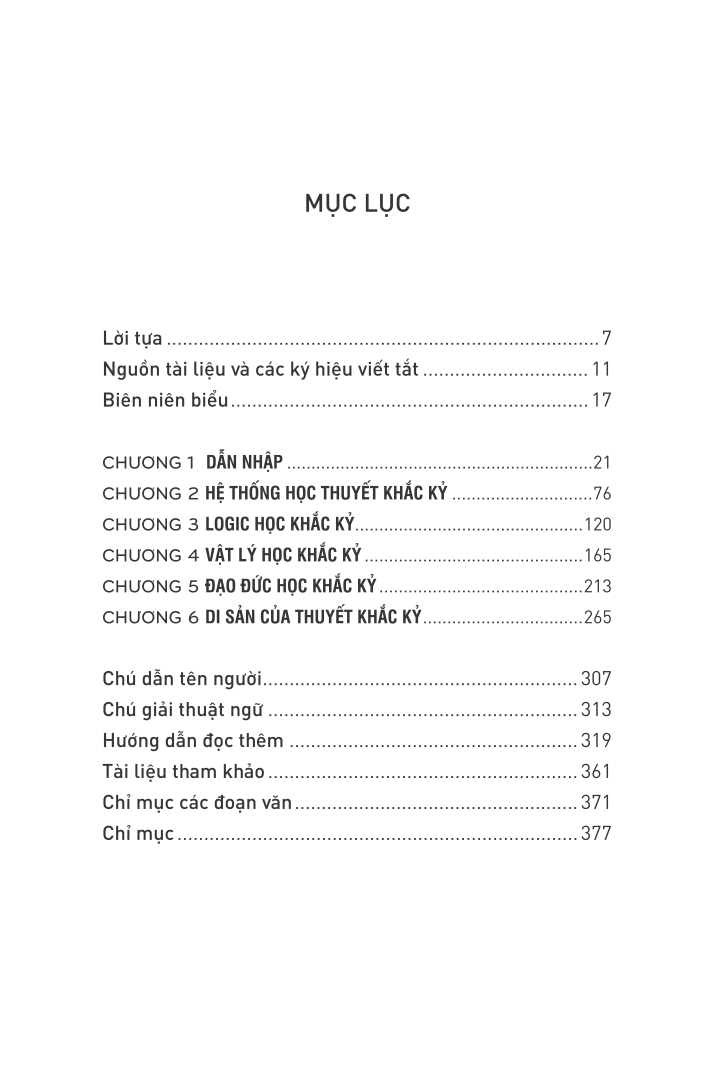 MỤC LỤC
Lời tựa ................................................................................. 7
Nguồn tài liệu và các ký hiệu viết tắt ............................... 11
Biên niên biểu................................................................... 17
CHƯƠNG 1 DẪN NHẬP ................................................................21
CHƯƠNG 2 HỆ THỐNG HỌC THUYẾT KHẮC KỶ .............................76
CHƯƠNG 3 LOGIC HỌC KHẮC KỶ................................................120
CHƯƠNG 4 VẬT LÝ HỌC KHẮC KỶ ..............................................165
CHƯƠNG 5 ĐẠO ĐỨC HỌC KHẮC KỶ...........................................213
CHƯƠNG 6 DI SẢN CỦA THUYẾT KHẮC KỶ.................................265
Chú dẫn tên người........................................................... 307
Chú giải thuật ngữ .......................................................... 313
Hướng dẫn đọc thêm ...................................................... 319
Tài liệu tham khảo .......................................................... 361
Chỉ mục các đoạn văn..................................................... 371
Chỉ mục ........................................................................... 377